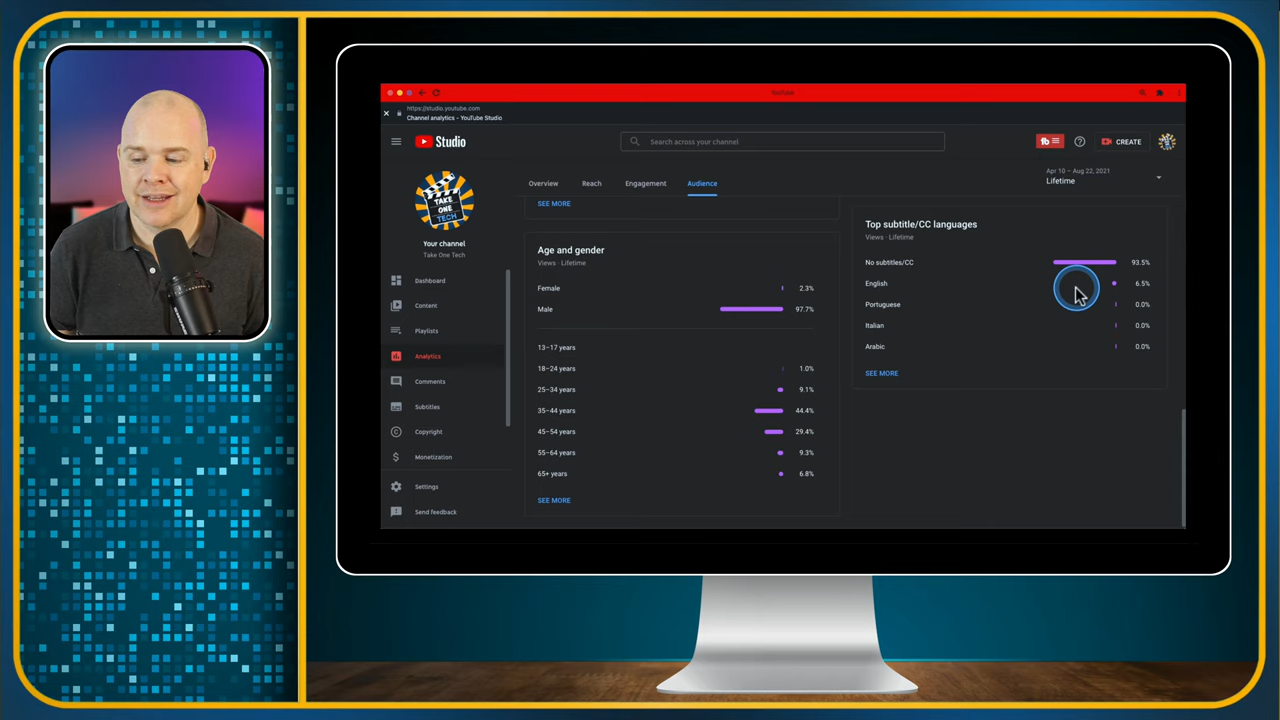 YouTube
https://studio.youtube.com
Channel analytics - YouTube Studio
Studio
Search across your channel
CREATE
TAKE
ONE
TECH
Your channel
Take One Tech
Dashboard
Content
Playlists
Analytics
Comments
Subtitles
Copyright
Monetization
Settings
Send feedback
Overview
Reach
Engagement
Audience
Apr 10 – Aug 22, 2021
Lifetime
SEE MORE
Age and gender
Views · Lifetime
Female 2.3%
Male 97.7%
13–17 years
18–24 years 1.0%
25–34 years 9.1%
35–44 years 44.4%
45–54 years 29.4%
55–64 years 9.3%
65+ years 6.8%
SEE MORE
Top subtitle/CC languages
Views · Lifetime
No subtitles/CC 93.5%
English 6.5%
Portuguese 0.0%
Italian 0.0%
Arabic 0.0%
SEE MORE